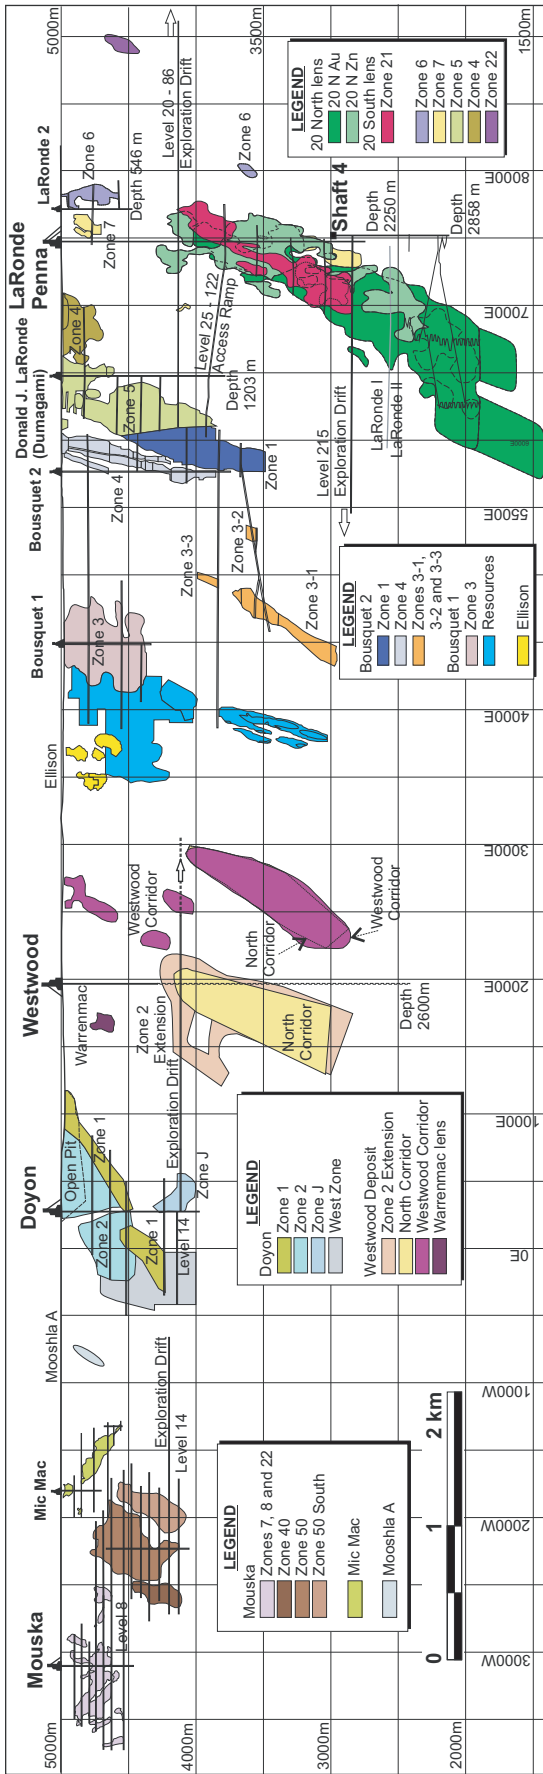 5000m
4000m
3000m
2000m
Mouska
Level 8
Mic Mac
Exploration Drift
Level 14
3000W
2000W
1000W
LEGEND
Mouska
Zones 7, 8 and 22
Zone 40
Zone 50
Zone 50 South
Mic Mac
Mooshla A
0
1
2 km
Mooshla A
Doyon
Open Pit
Zone 1
Zone 2
Zone 1
Level 14
Zone J
Exploration Drift
0E
1000E
LEGEND
Doyon
Zone 1
Zone 2
Zone J
West Zone
Westwood Deposit
Zone 2 Extension
North Corridor
Westwood Corridor
Warrenmac lens
Westwood
Warrenmac
Zone 2
Extension
North
Corridor
Westwood
Corridor
North
Corridor
Westwood
Corridor
Depth
2600m
2000E
3000E
Ellison
Bousquet 1
Zone 3
4000E
Bousquet 2
Zone 4
Zone 1
Zone 3-3
Zone 3-2
Zone 3-1
5500E
LEGEND
Bousquet 2
Zone 1
Zone 4
Zones 3-1,
3-2 and 3-3
Bousquet 1
Zone 3
Resources
Ellison
Donald J. LaRonde
(Dumagami)
Zone 4
Zone 5
Depth
1203 m
Level 25 - 122
Access Ramp
Level 215
Exploration Drift
LaRonde I
LaRonde II
LaRonde
Penna
Zone 7
LaRonde 2
Zone 6
Depth 546 m
Level 20 - 86
Exploration Drift
Zone 6
Shaft 4
Depth
2250 m
Depth
2858 m
7000E
8000E
5000m
3500m
1500m
LEGEND
20 North lens
20 N Au
20 N Zn
20 South lens
Zone 21
Zone 6
Zone 7
Zone 5
Zone 4
Zone 22